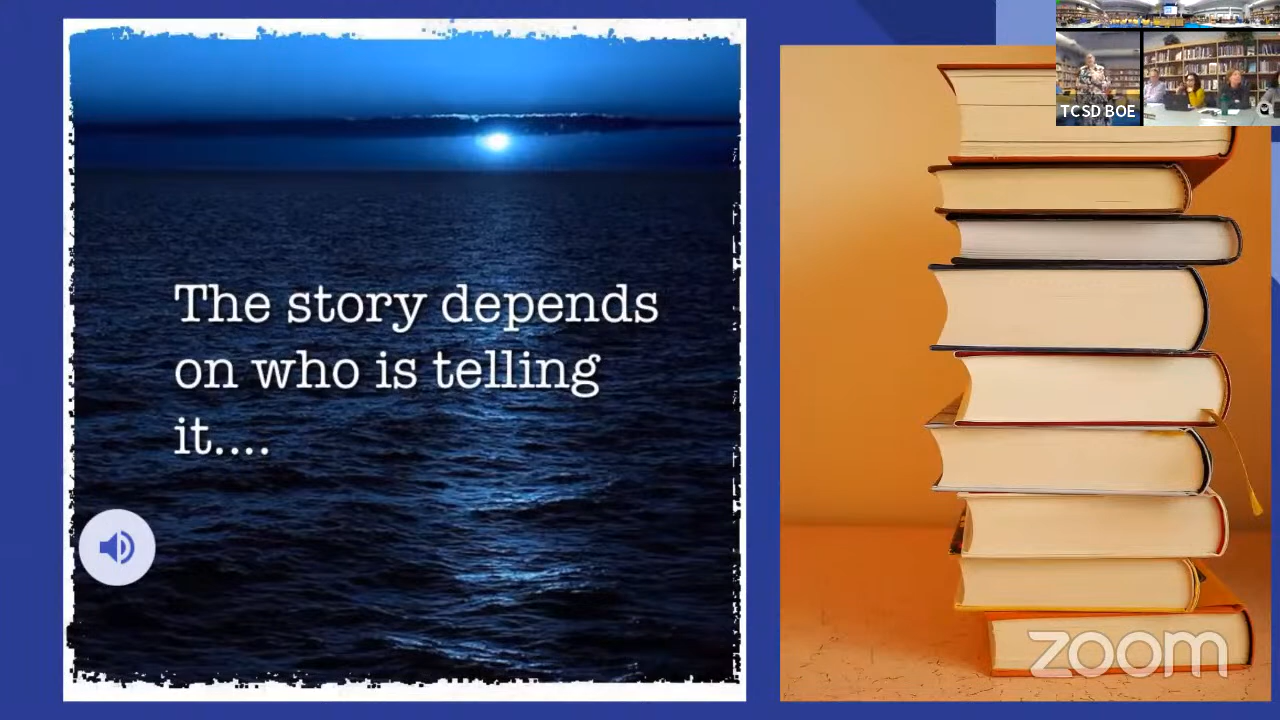 The story depends
on who is telling
it....
TCSD BOE
zoom